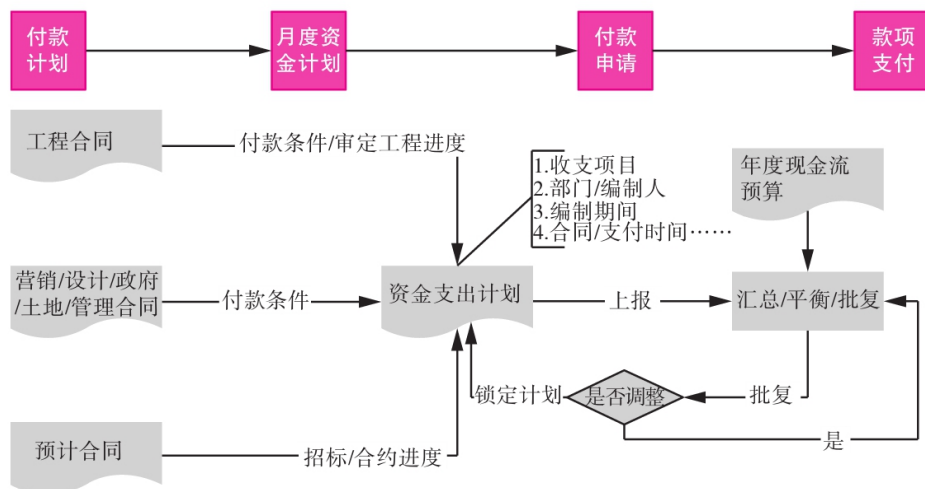 付款
计划
月度资
金计划
付款
申请
款项
支付
工程合同
付款条件/审定工程进度
1.收支项目
2.部门/编制人
3.编制期间
4.合同/支付时间……
年度现金流
预算
营销/设计/政府
/土地/管理合同
付款条件
资金支出计划
上报
汇总/平衡/批复
锁定计划
是否调整
批复
是
预计合同
招标/合约进度